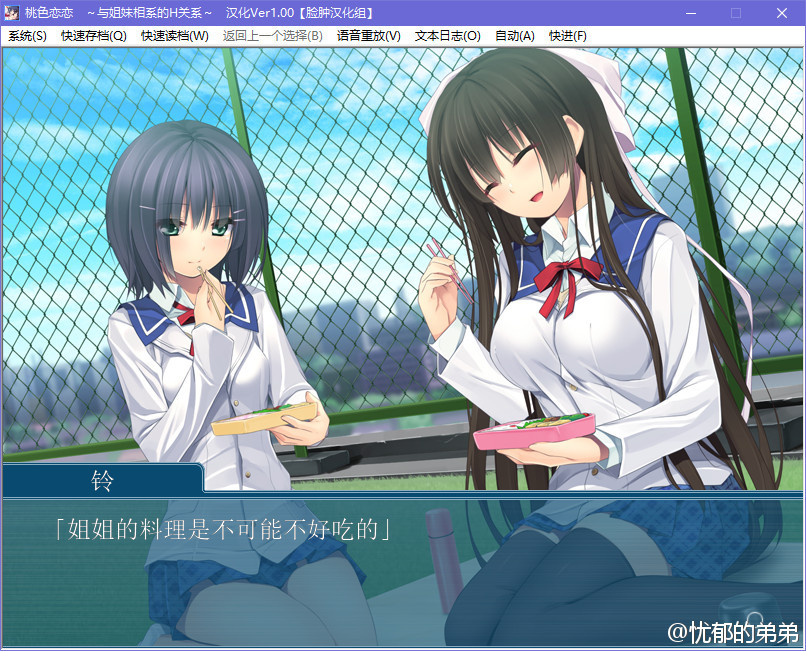 桃色恋恋　～与姐妹相系的H关系～　汉化Ver1.00【脸肿汉化组】
系统(S) 快速存档(Q) 快速读档(W) 返回上一个选择(B) 语音重放(V) 文本日志(O) 自动(A) 快进(F)
铃
「姐姐的料理是不可能不好吃的」
@忧郁的弟弟